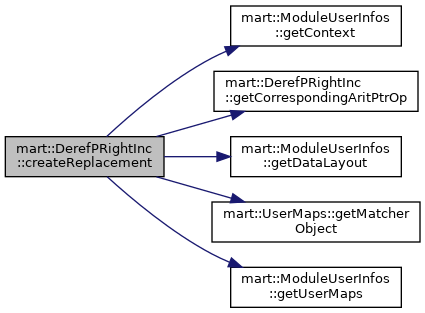 mart::ModuleUserInfos
::getContext
mart::DerefPRightInc
::getCorrespondingAritPtrOp
mart::DerefPRightInc
::createReplacement
mart::ModuleUserInfos
::getDataLayout
mart::UserMaps::getMatcher
Object
mart::ModuleUserInfos
::getUserMaps